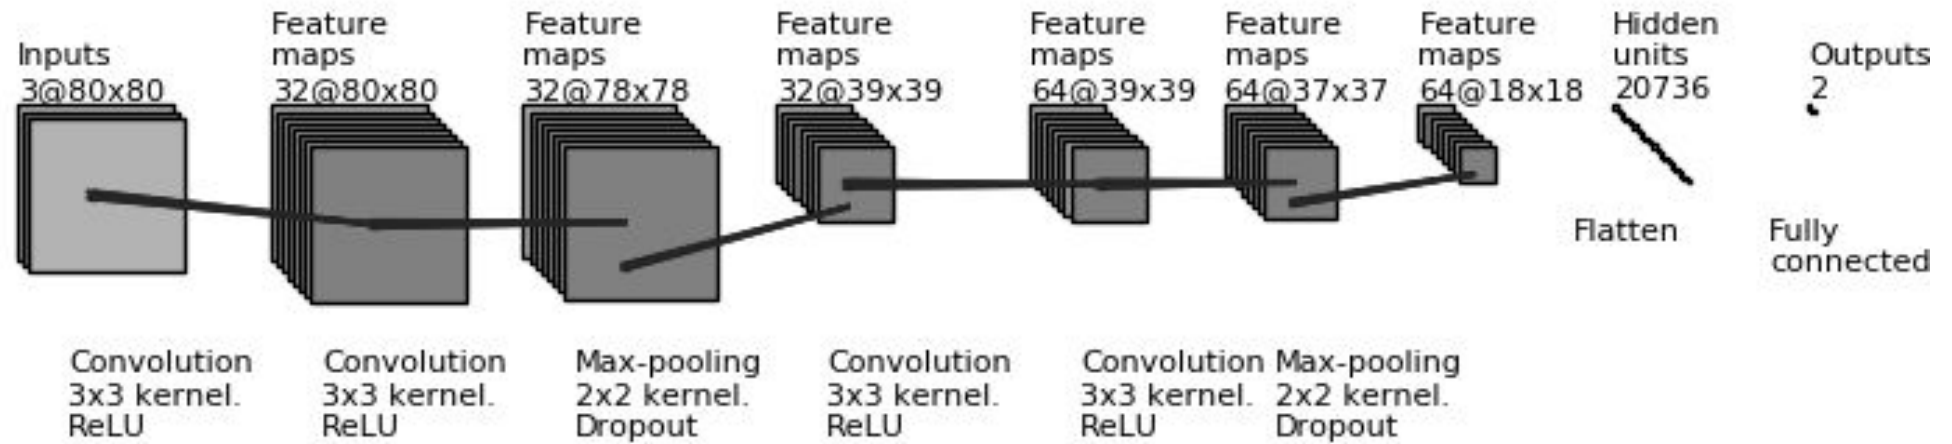 Inputs
3@80x80
Feature
maps
32@80x80
Feature
maps
32@78x78
Feature
maps
32@39x39
Feature
maps
64@39x39
Feature
maps
64@37x37
Feature
maps
64@18x18
Hidden
units
20736
Outputs
2
Flatten
Fully
connected
Convolution
3x3 kernel.
ReLU
Convolution
3x3 kernel.
ReLU
Max-pooling
2x2 kernel.
Dropout
Convolution
3x3 kernel.
ReLU
Convolution
3x3 kernel.
ReLU
Max-pooling
2x2 kernel.
Dropout